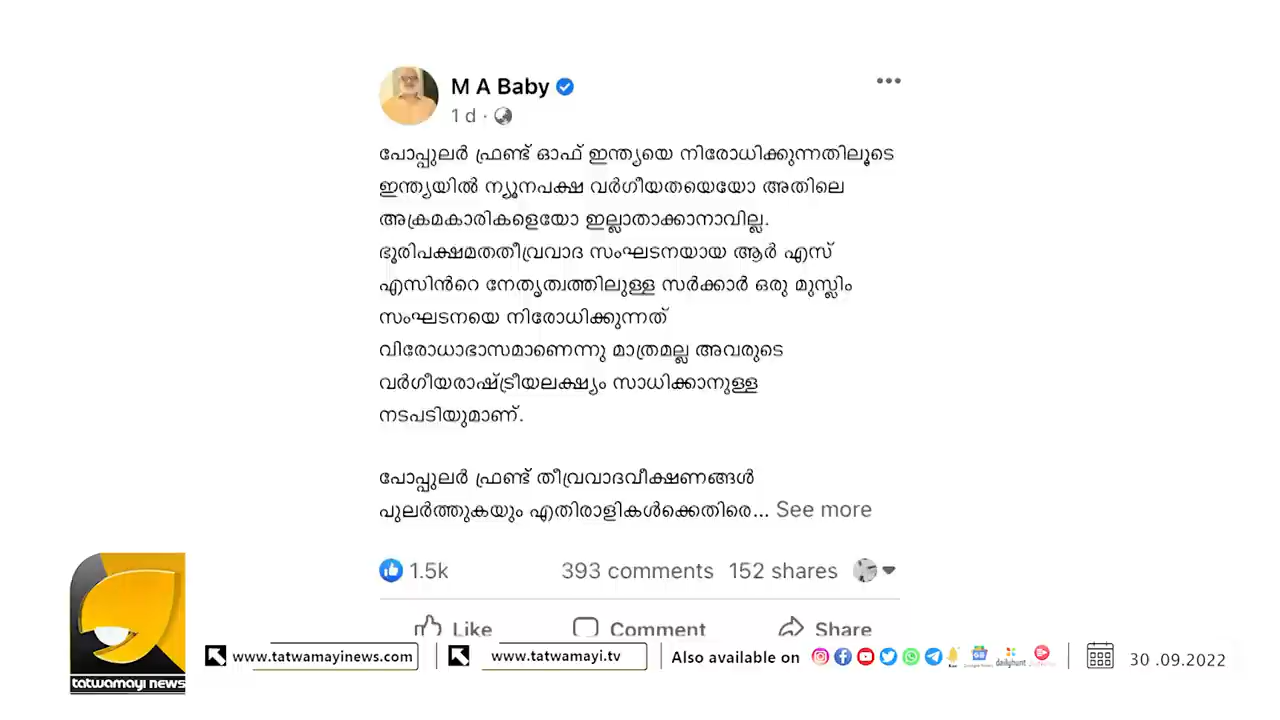 M A Baby
1 d ·
പോപ്പുലർ ഫ്രണ്ട് ഓഫ് ഇന്ത്യയെ നിരോധിക്കുന്നതിലൂടെ
ഇന്ത്യയിൽ ന്യൂനപക്ഷ വർഗീയതയെയോ അതിലെ
അക്രമകാരികളെയോ ഇല്ലാതാക്കാനാവില്ല.
ഭൂരിപക്ഷമതതീവ്രവാദ സംഘടനയായ ആർ എസ്
എസിൻറെ നേതൃത്വത്തിലുള്ള സർക്കാർ ഒരു മുസ്ലിം
സംഘടനയെ നിരോധിക്കുന്നത്
വിരോധാഭാസമാണെന്നു മാത്രമല്ല അവരുടെ
വർഗീയരാഷ്ട്രീയലക്ഷ്യം സാധിക്കാനുള്ള
നടപടിയുമാണ്.
പോപ്പുലർ ഫ്രണ്ട് തീവ്രവാദവീക്ഷണങ്ങൾ
പുലർത്തുകയും എതിരാളികൾക്കെതിരെ... See more
1.5k 393 comments 152 shares
Like Comment Share
tatwamayi news
www.tatwamayinews.com www.tatwamayi.tv Also available on dailyhunt 30 .09.2022